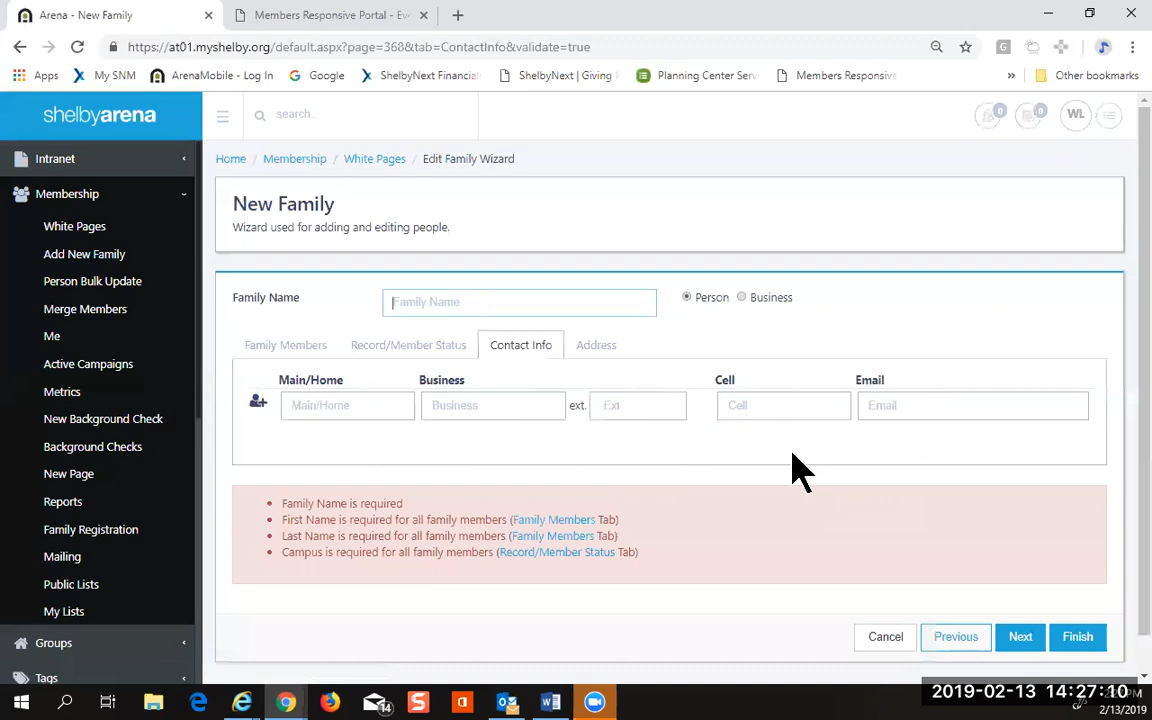 Arena - New Family
Members Responsive Portal - Eve
https://at01.myshelby.org/default.aspx?page=368&tab=ContactInfo&validate=true
Apps My SNM ArenaMobile - Log In Google ShelbyNext Financial ShelbyNext | Giving Planning Center Serv Members Responsive » Other bookmarks
shelbyarena
search..
0 0 WL
Intranet
Home / Membership / White Pages / Edit Family Wizard
Membership
White Pages
Add New Family
Person Bulk Update
Merge Members
Me
Active Campaigns
Metrics
New Background Check
Background Checks
New Page
Reports
Family Registration
Mailing
Public Lists
My Lists
Groups
Tags
New Family
Wizard used for adding and editing people.
Family Name Family Name Person Business
Family Members Record/Member Status Contact Info Address
Main/Home Business Cell Email
Main/Home Business ext. Ext Cell Email
Family Name is required
First Name is required for all family members (Family Members Tab)
Last Name is required for all family members (Family Members Tab)
Campus is required for all family members (Record/Member Status Tab)
Cancel Previous Next Finish
14
2019-02-13 14:27:10 PM
2/13/2019